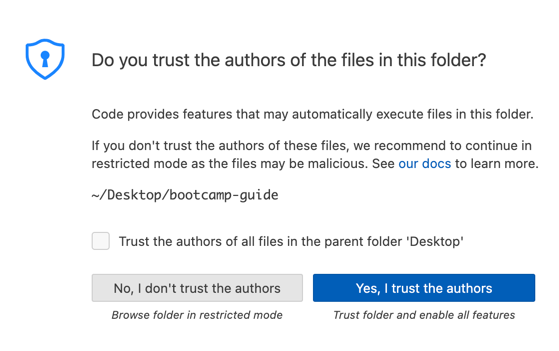 Do you trust the authors of the files in this folder?
Code provides features that may automatically execute files in this folder.
If you don't trust the authors of these files, we recommend to continue in
restricted mode as the files may be malicious. See our docs to learn more.
~/Desktop/bootcamp-guide
Trust the authors of all files in the parent folder 'Desktop'
No, I don't trust the authors
Yes, I trust the authors
Browse folder in restricted mode
Trust folder and enable all features